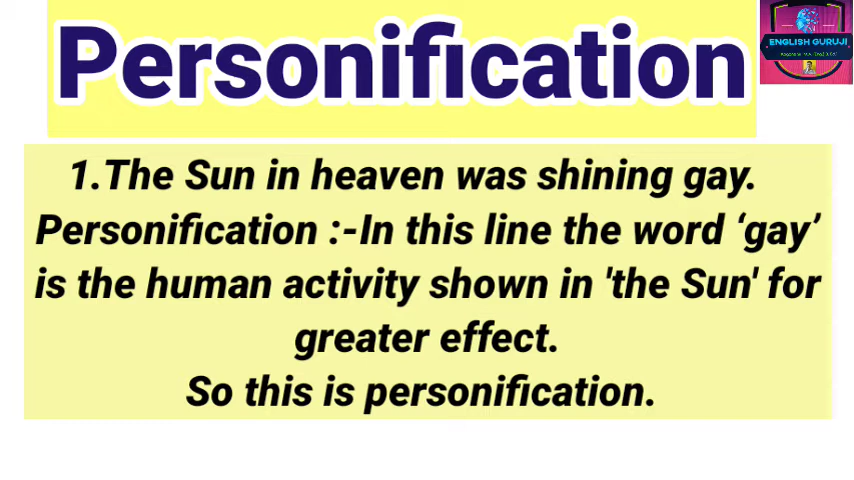 Personification
ENGLISH GURUJI
1.The Sun in heaven was shining gay.
Personification :-In this line the word ‘gay’
is the human activity shown in 'the Sun' for
greater effect.
So this is personification.